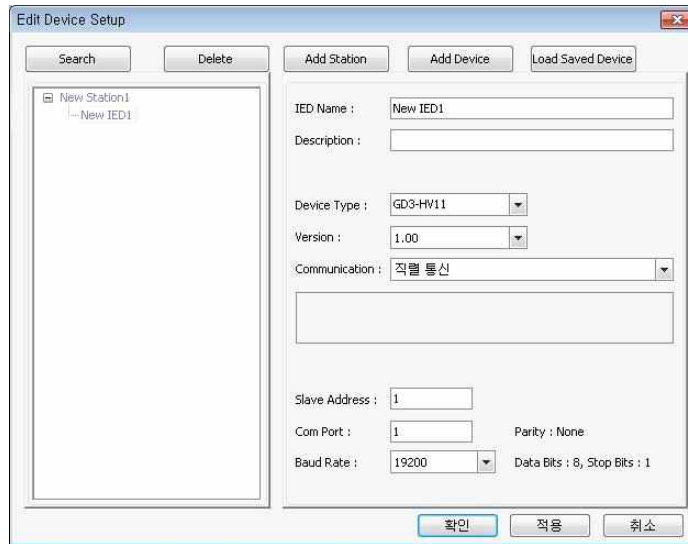 Edit Device Setup
Search
Delete
Add Station
Add Device
Load Saved Device
New Station1
New IED1
IED Name :
New IED1
Description :
Device Type :
GD3-HV11
Version :
1.00
Communication :
직렬 통신
Slave Address :
1
Com Port :
1
Parity : None
Baud Rate :
19200
Data Bits : 8, Stop Bits : 1
확인
적용
취소